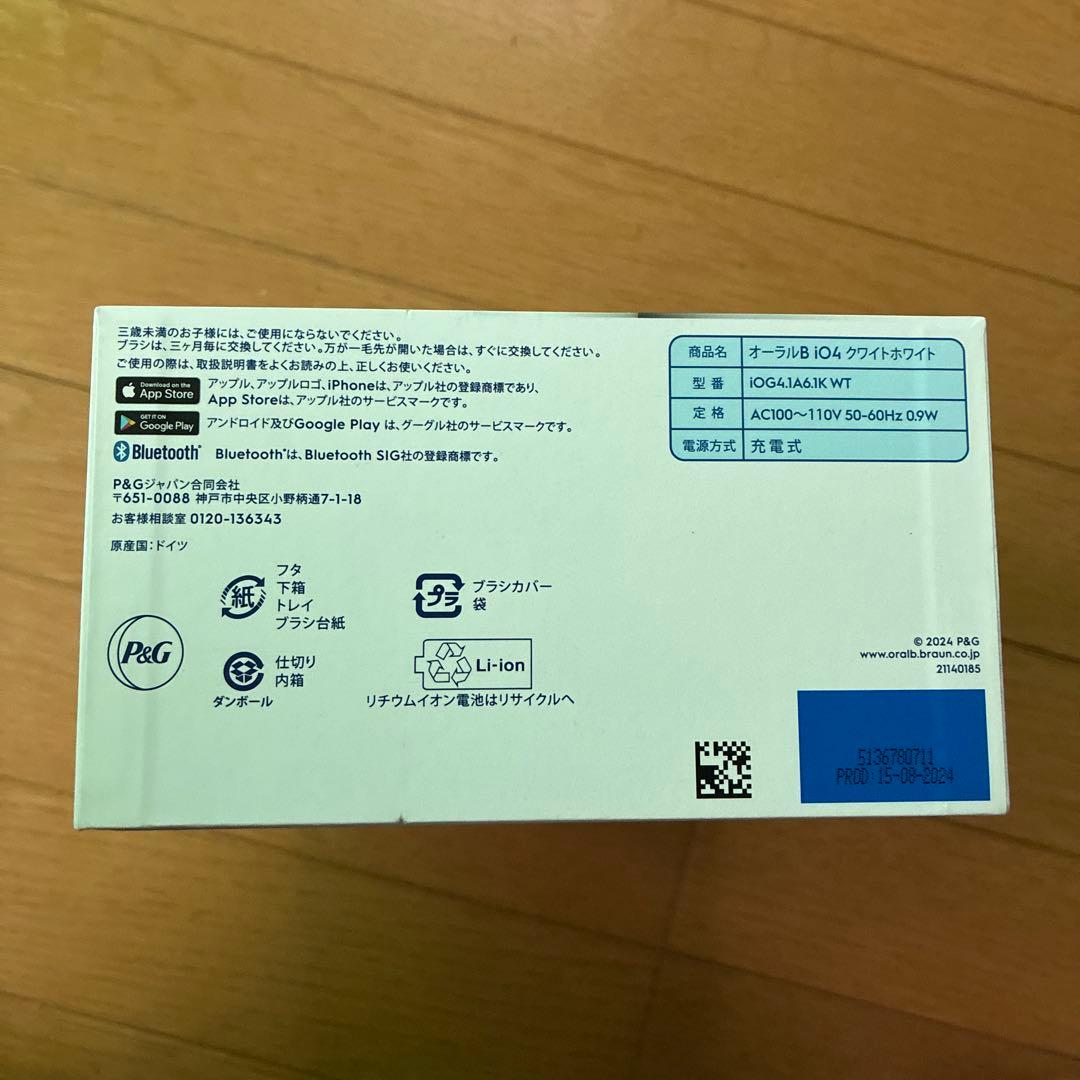 三歳未満のお子様には、ご使用にならないでください。
ブラシは、三ヶ月毎に交換してください。万が一毛先が開いた場合は、すぐに交換してください。
ご使用の際は、取扱説明書をよくお読みの上、正しくお使いください。
Download on the
App Store
アップル、アップルロゴ、iPhoneは、アップル社の登録商標であり、
App Storeは、アップル社のサービスマークです。
GET IT ON
Google Play
アンドロイド及びGoogle Play は、グーグル社のサービスマークです。
Bluetooth®
Bluetooth®は、Bluetooth SIG社の登録商標です。
P&Gジャパン合同会社
〒651-0088 神戸市中央区小野柄通7-1-18
お客様相談室 0120-136343
原産国：ドイツ
商品名 オーラルB iO4 クワイトホワイト
型番 iOG4.1A6.1K WT
定格 AC100～110V 50-60Hz 0.9W
電源方式 充電式
P&G
紙
フタ
下箱
トレイ
ブラシ台紙
プラ
ブラシカバー
袋
ダンボール
仕切り
内箱
Li-ion
リチウムイオン電池はリサイクルへ
© 2024 P&G
www.oralb.braun.co.jp
21140185
5136780711
PROD:15-08-2024